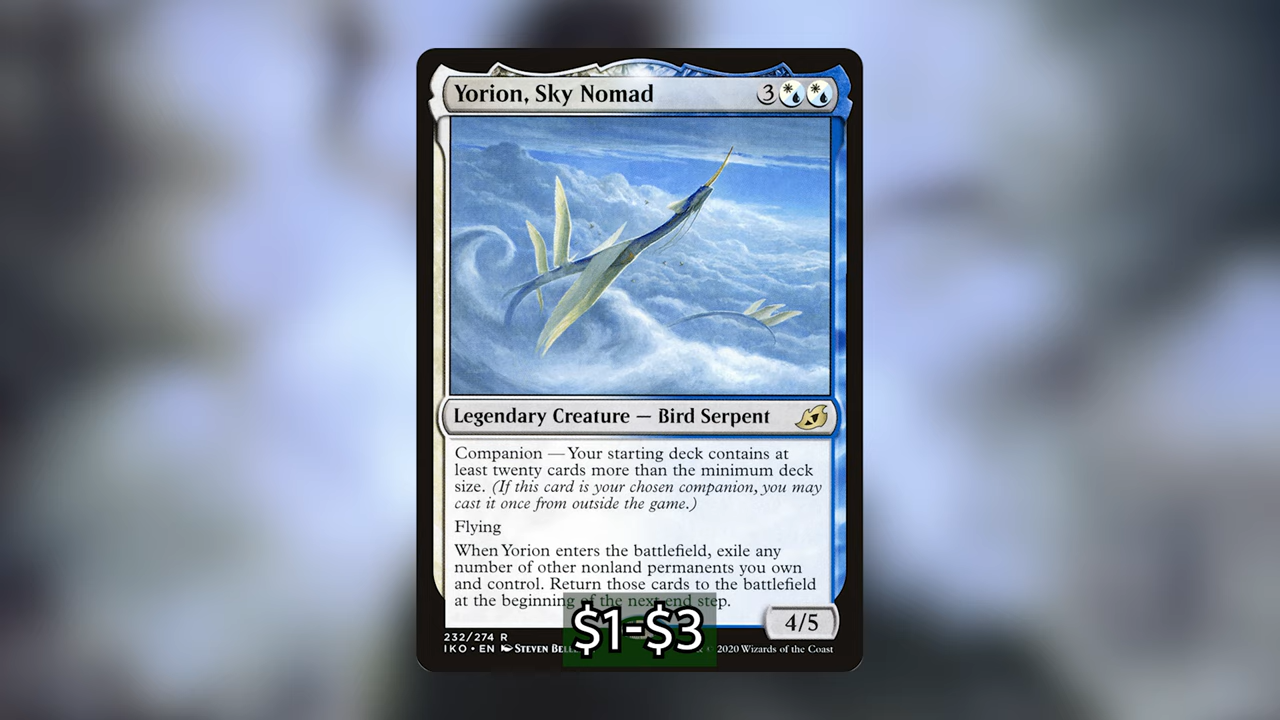 Yorion, Sky Nomad 3
Legendary Creature — Bird Serpent
Companion — Your starting deck contains at
least twenty cards more than the minimum deck
size. (If this card is your chosen companion, you may
cast it once from outside the game.)
Flying
When Yorion enters the battlefield, exile any
number of other nonland permanents you own
and control. Return those cards to the battlefield
at the beginning of the next end step.
$1-$3
4/5
232/274 R
IKO • EN STEVEN 2020 Wizards of the Coast